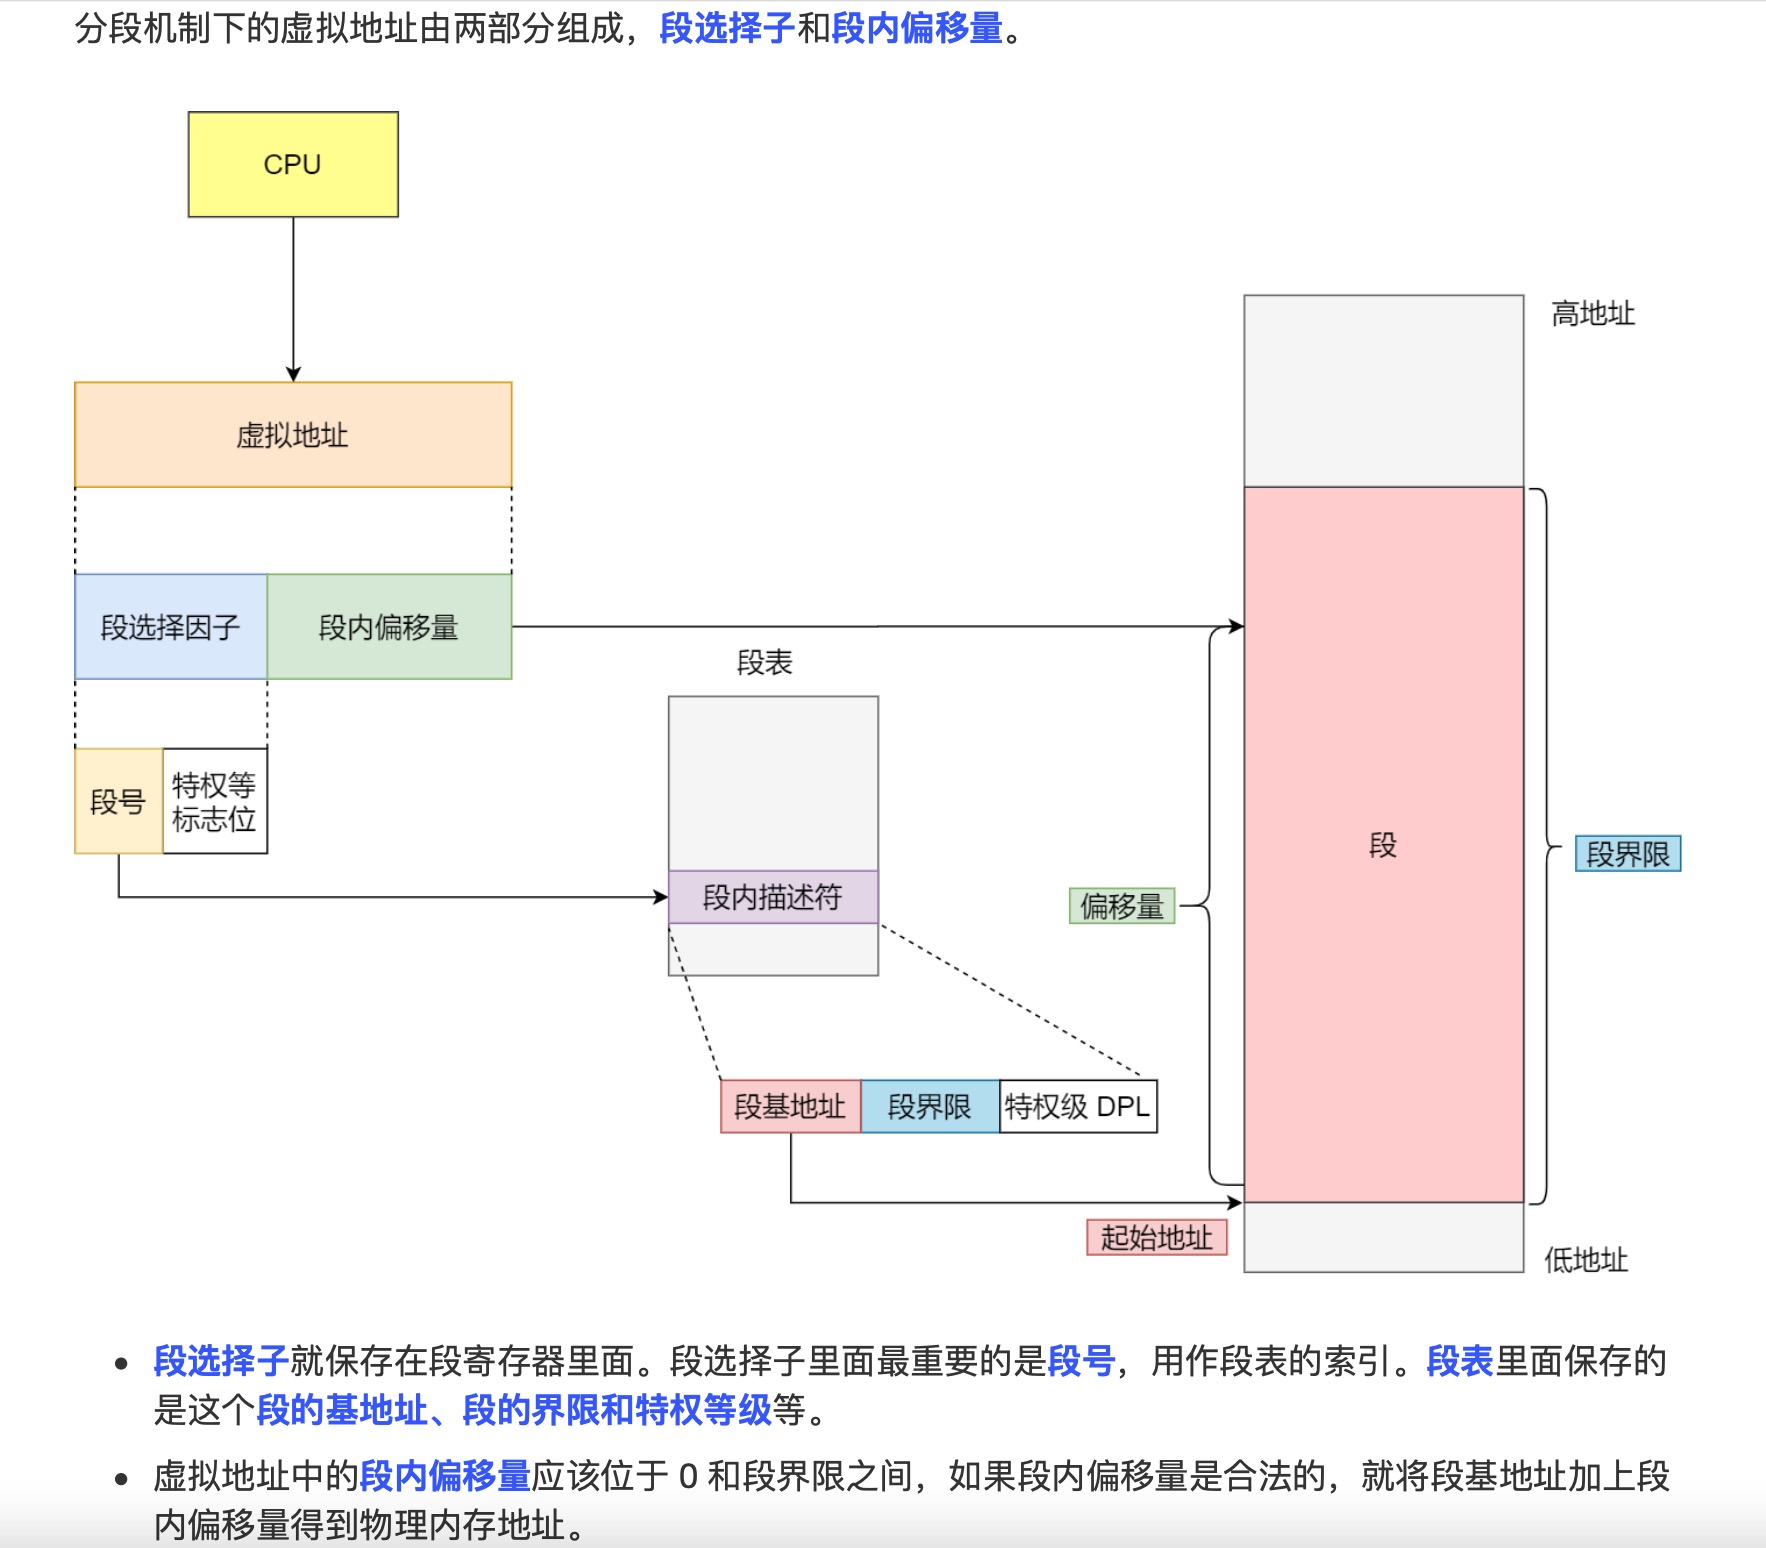 分段机制下的虚拟地址由两部分组成，段选择子和段内偏移量。
CPU
高地址
虚拟地址
段选择因子
段内偏移量
段表
段号
特权等
标志位
段内描述符
段
段界限
偏移量
段基地址
段界限
特权级 DPL
起始地址
低地址
• 段选择子就保存在段寄存器里面。段选择子里面最重要的是段号，用作段表的索引。段表里面保存的
是这个段的基地址、段的界限和特权等级等。
• 虚拟地址中的段内偏移量应该位于 0 和段界限之间，如果段内偏移量是合法的，就将段基地址加上段
内偏移量得到物理内存地址。